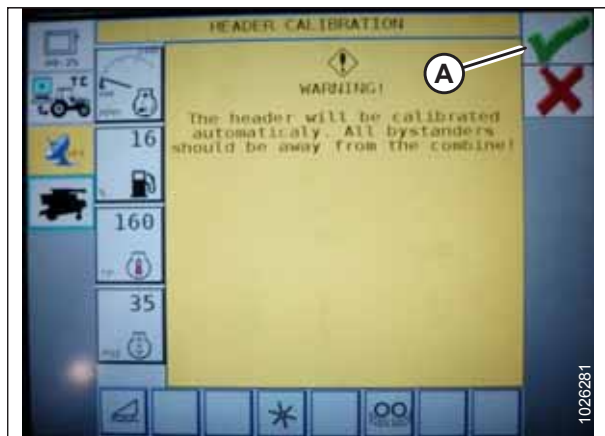 HEADER CALIBRATION
TC
A
WARNING!
The header will be calibrated
automaticaly. All bystanders
should be away from the combine!
16
160
35
1026281